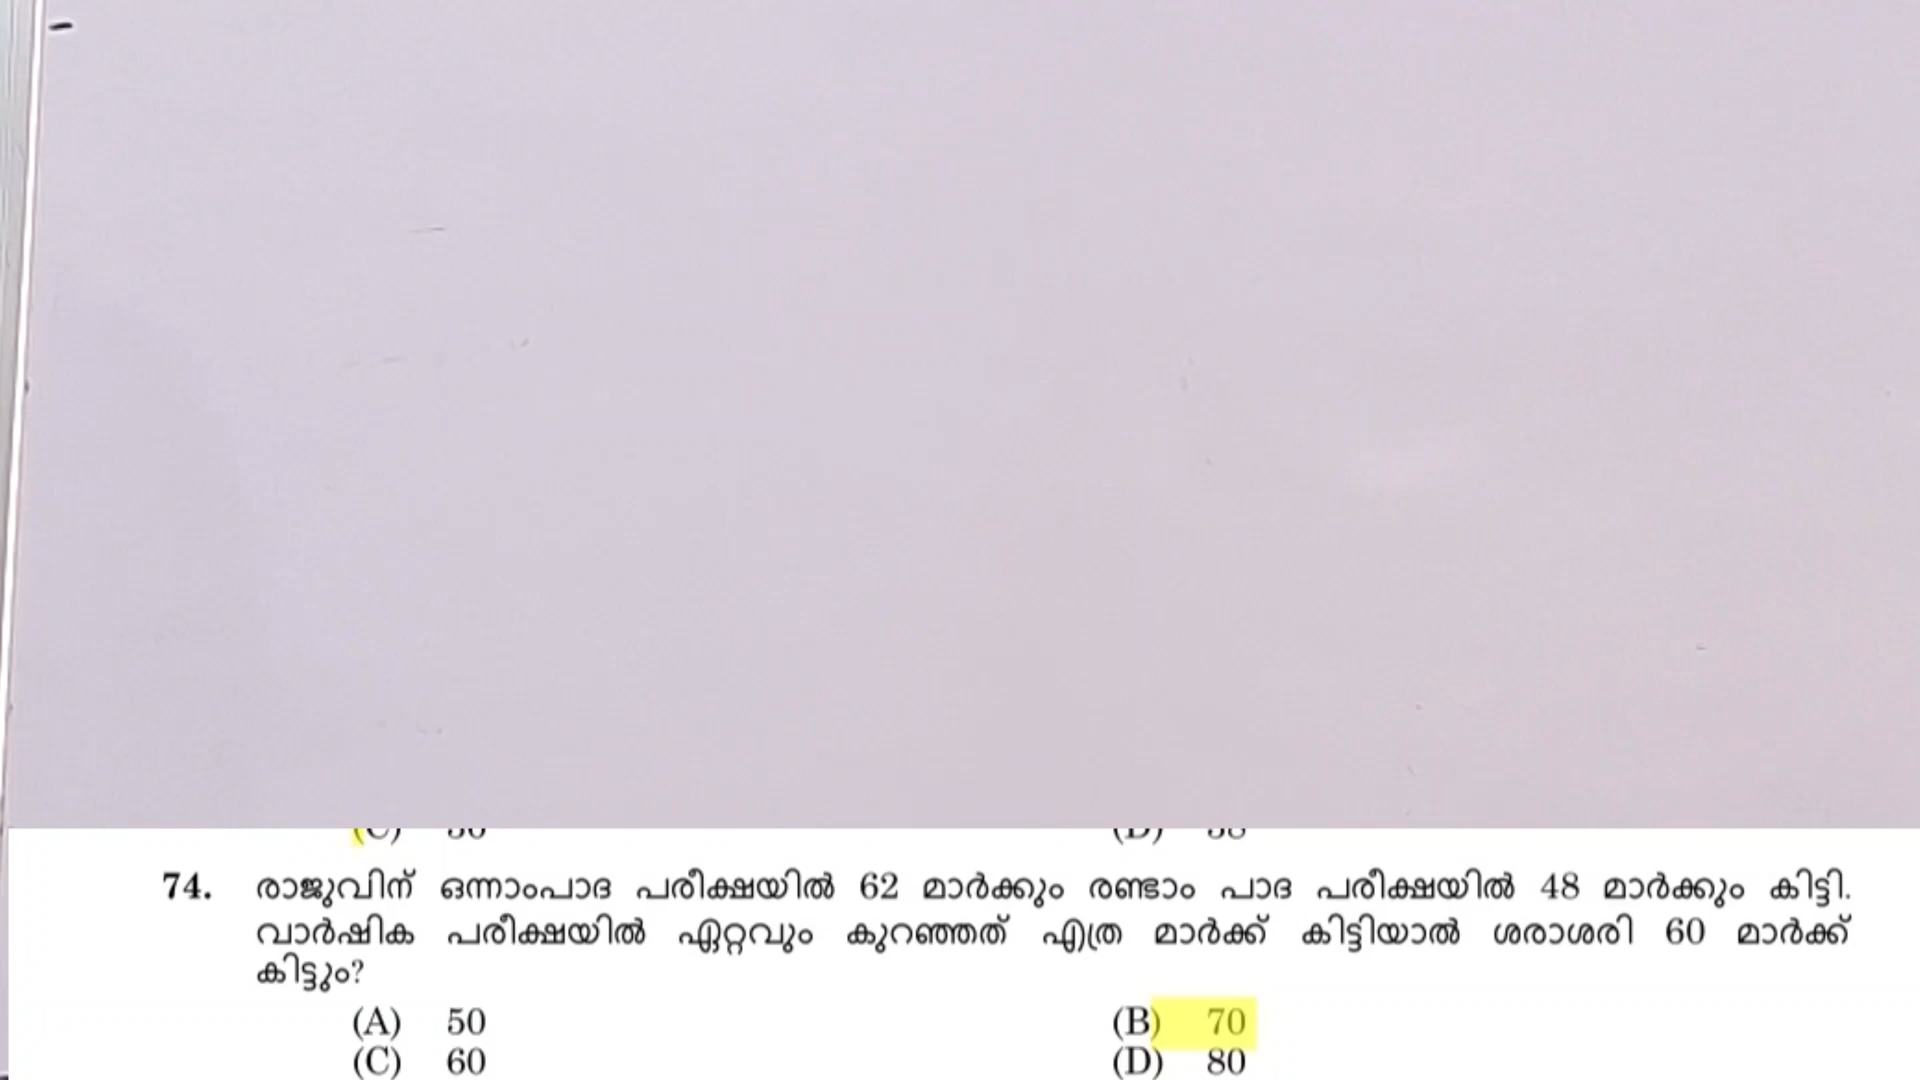 74. രാജുവിന് ഒന്നാംപാദ പരീക്ഷയിൽ 62 മാർക്കും രണ്ടാം പാദ പരീക്ഷയിൽ 48 മാർക്കും കിട്ടി.
വാർഷിക പരീക്ഷയിൽ ഏറ്റവും കുറഞ്ഞത് എത്ര മാർക്ക് കിട്ടിയാൽ ശരാശരി 60 മാർക്ക്
കിട്ടും?
(A) 50 (B) 70
(C) 60 (D) 80